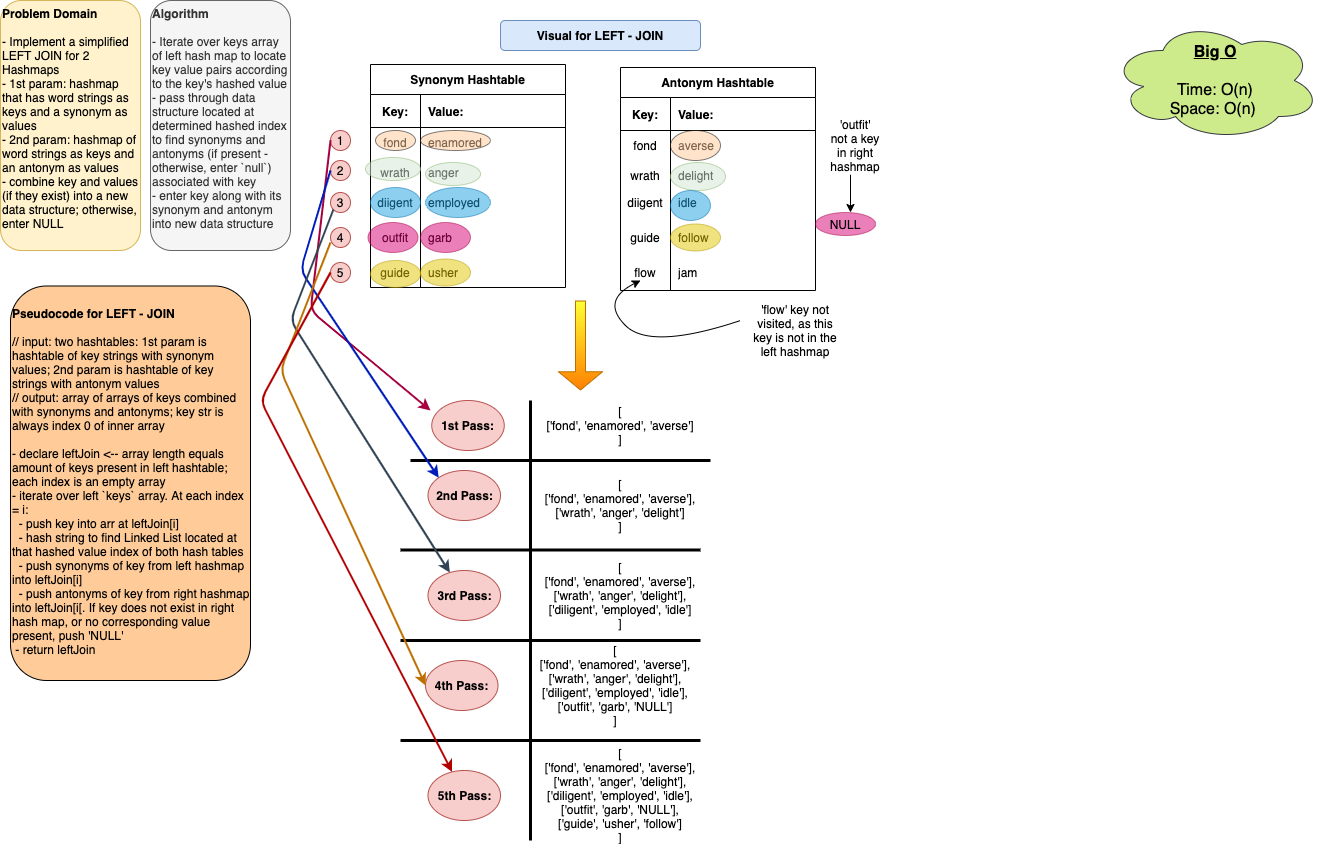 Problem Domain
- Implement a simplified
LEFT JOIN for 2
Hashmaps
- 1st param: hashmap
that has word strings as
keys and a synonym as
values
- 2nd param: hashmap of
word strings as keys and
an antonym as values
- combine key and values
(if they exist) into a new
data structure; otherwise,
enter NULL
Algorithm
- Iterate over keys array
of left hash map to locate
key value pairs according
to the key's hashed value
- pass through data
structure located at
determined hashed index
to find synonyms and
antonyms (if present -
otherwise, enter `null`)
associated with key
- enter key along with its
synonym and antonym
into new data structure
Visual for LEFT - JOIN
Big O
Time: O(n)
Space: O(n)
Synonym Hashtable
Key: Value:
1 fond enamored
2 wrath anger
3 diigent employed
4 outfit garb
5 guide usher
Antonym Hashtable
Key: Value:
fond averse
wrath delight
diigent idle
guide follow
flow jam
'outfit'
not a key
in right
hashmap
NULL
'flow' key not
visited, as this
key is not in the
left hashmap
Pseudocode for LEFT - JOIN
// input: two hashtables: 1st param is
hashtable of key strings with synonym
values; 2nd param is hashtable of key
strings with antonym values
// output: array of arrays of keys combined
with synonyms and antonyms; key str is
always index 0 of inner array
- declare leftJoin <-- array length equals
amount of keys present in left hashtable;
each index is an empty array
- iterate over left `keys` array. At each index
= i:
- push key into arr at leftJoin[i]
- hash string to find Linked List located at
that hashed value index of both hash tables
- push synonyms of key from left hashmap
into leftJoin[i]
- push antonyms of key from right hashmap
into leftJoin[i[. If key does not exist in right
hash map, or no corresponding value
present, push 'NULL'
- return leftJoin
1st Pass:
[
['fond', 'enamored', 'averse']
]
2nd Pass:
[
['fond', 'enamored', 'averse'],
['wrath', 'anger', 'delight']
]
3rd Pass:
[
['fond', 'enamored', 'averse'],
['wrath', 'anger', 'delight'],
['diligent', 'employed', 'idle']
]
4th Pass:
[
['fond', 'enamored', 'averse'],
['wrath', 'anger', 'delight'],
['diligent', 'employed', 'idle'],
['outfit', 'garb', 'NULL']
]
5th Pass:
[
['fond', 'enamored', 'averse'],
['wrath', 'anger', 'delight'],
['diligent', 'employed', 'idle'],
['outfit', 'garb', 'NULL'],
['guide', 'usher', 'follow']
]